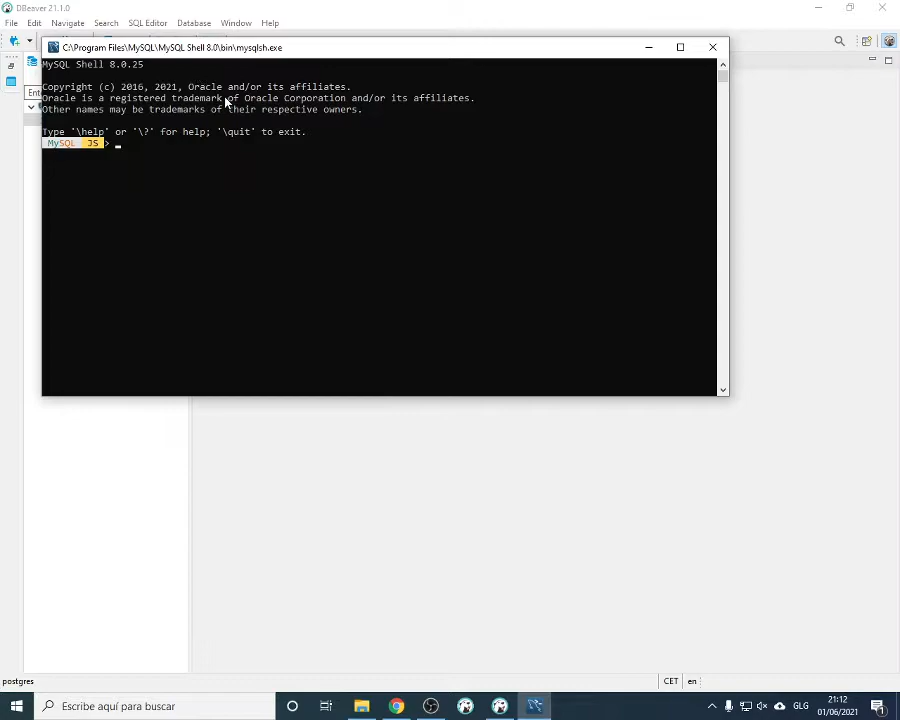 DBeaver 21.1.0
File Edit Navigate Search SQL Editor Database Window Help
C:\Program Files\MySQL\MySQL Shell 8.0\bin\mysqlsh.exe
MySQL Shell 8.0.25
Copyright (c) 2016, 2021, Oracle and/or its affiliates.
Oracle is a registered trademark of Oracle Corporation and/or its affiliates.
Other names may be trademarks of their respective owners.
Type '\help' or '\?' for help; '\quit' to exit.
MySQL JS >
Ente
postgres CET en
Escribe aquí para buscar
GLG
21:12
01/06/2021
1